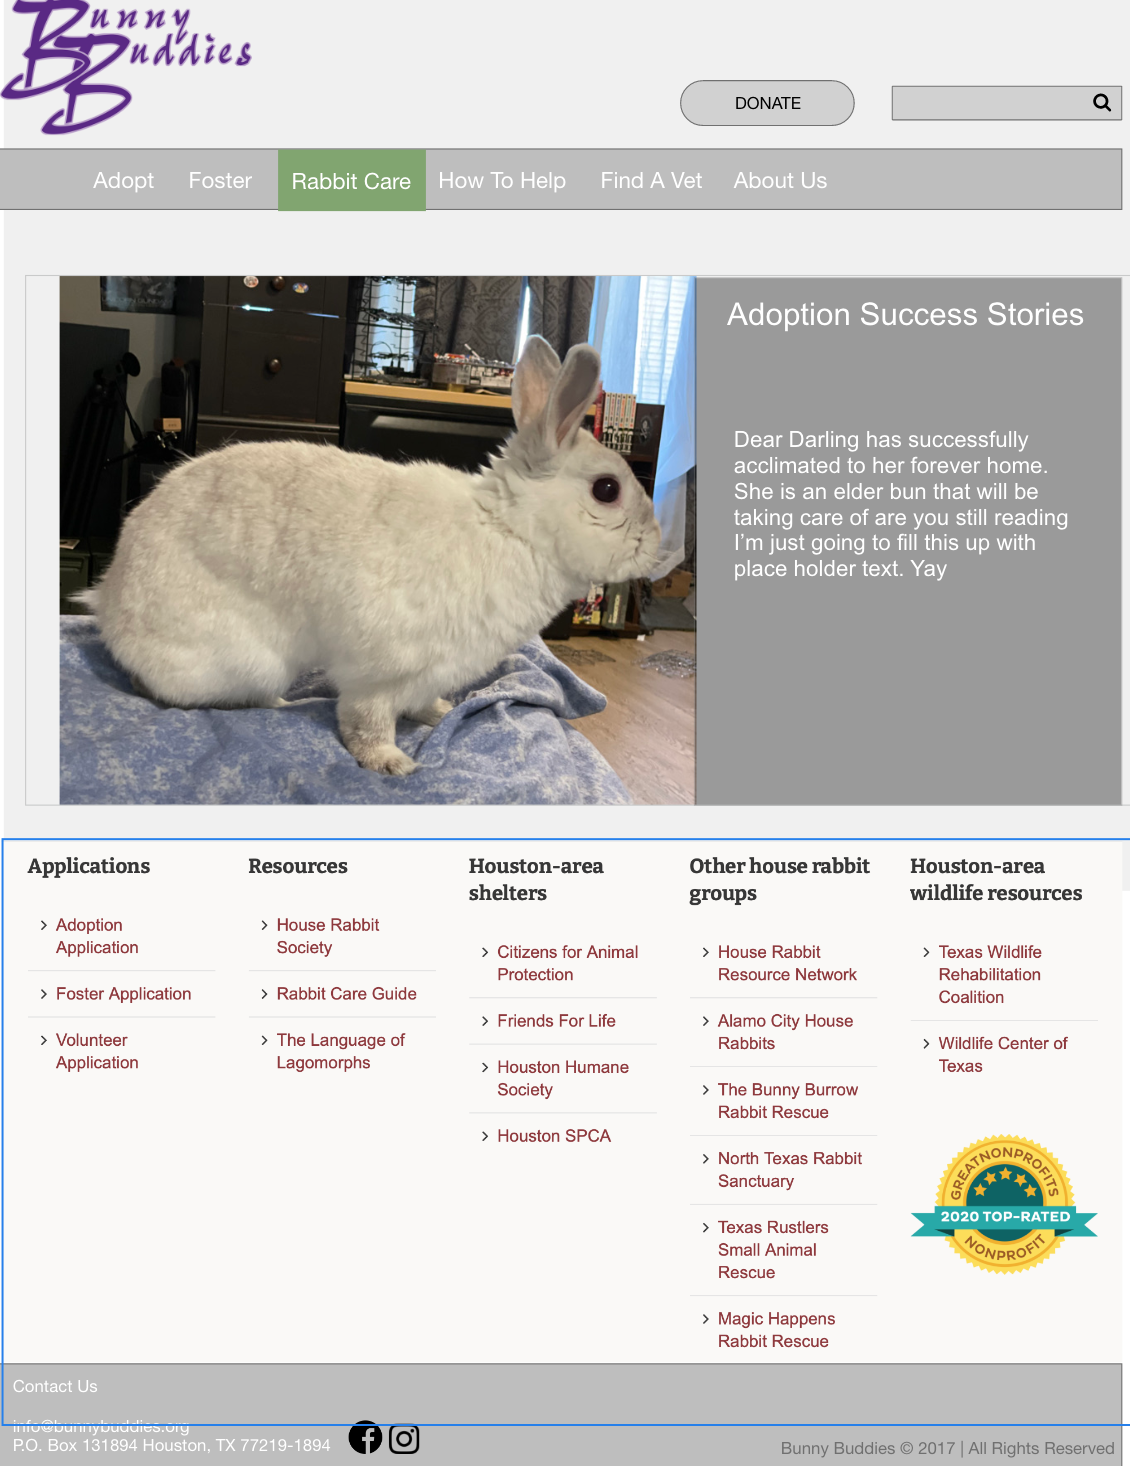 Bunny
Buddies
DONATE
Adopt Foster Rabbit Care How To Help Find A Vet About Us
Adoption Success Stories
Dear Darling has successfully
acclimated to her forever home.
She is an elder bun that will be
taking care of are you still reading
I'm just going to fill this up with
place holder text. Yay
Applications
Adoption
Application
Foster Application
Volunteer
Application
Resources
House Rabbit
Society
Rabbit Care Guide
The Language of
Lagomorphs
Houston-area
shelters
Citizens for Animal
Protection
Friends For Life
Houston Humane
Society
Houston SPCA
Other house rabbit
groups
House Rabbit
Resource Network
Alamo City House
Rabbits
The Bunny Burrow
Rabbit Rescue
North Texas Rabbit
Sanctuary
Texas Rustlers
Small Animal
Rescue
Magic Happens
Rabbit Rescue
Houston-area
wildlife resources
Texas Wildlife
Rehabilitation
Coalition
Wildlife Center of
Texas
GREATNONPROFITS
2020 TOP-RATED
NONPROFIT
Contact Us
info@bunnybuddies.org
P.O. Box 131894 Houston, TX 77219-1894
Bunny Buddies © 2017 | All Rights Reserved